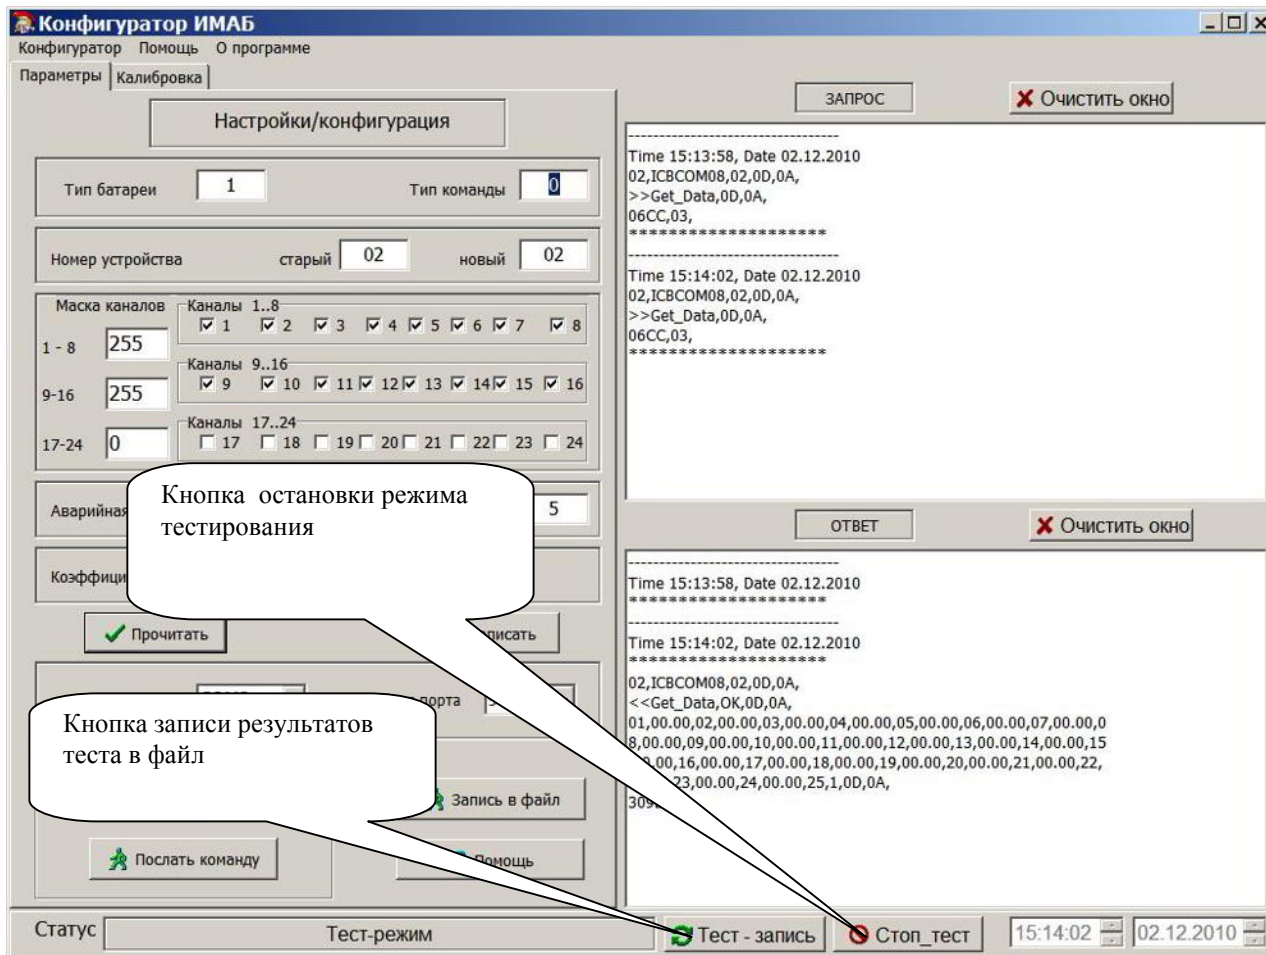 Конфигуратор ИМАБ
Конфигуратор Помощь О программе
Параметры Калибровка
Настройки/конфигурация
Тип батареи 1 Тип команды 0
Номер устройства старый 02 новый 02
Маска каналов
Каналы 1..8
1 - 8 255 1 2 3 4 5 6 7 8
Каналы 9..16
9-16 255 9 10 11 12 13 14 15 16
Каналы 17..24
17-24 0 17 18 19 20 21 22 23 24
Аварийная 5
Кнопка остановки режима
тестирования
Прочитать
порта
Кнопка записи результатов
теста в файл
Запись в файл
Послать команду
Помощь
ЗАПРОС Очистить окно
-----------------------------------
Time 15:13:58, Date 02.12.2010
02,ICBCOM08,02,0D,0A,
>>Get_Data,0D,0A,
06CC,03,
*********************
-----------------------------------
Time 15:14:02, Date 02.12.2010
02,ICBCOM08,02,0D,0A,
>>Get_Data,0D,0A,
06CC,03,
*********************
ОТВЕТ Очистить окно
-----------------------------------
Time 15:13:58, Date 02.12.2010
*********************
-----------------------------------
Time 15:14:02, Date 02.12.2010
*********************
02,ICBCOM08,02,0D,0A,
<<Get_Data,OK,0D,0A,
01,00.00,02,00.00,03,00.00,04,00.00,05,00.00,06,00.00,07,00.00,0
8,00.00,09,00.00,10,00.00,11,00.00,12,00.00,13,00.00,14,00.00,15
00,16,00.00,17,00.00,18,00.00,19,00.00,20,00.00,21,00.00,22,
23,00.00,24,00.00,25,1,0D,0A,
Статус Тест-режим Тест - запись Стоп_тест 15:14:02 02.12.2010